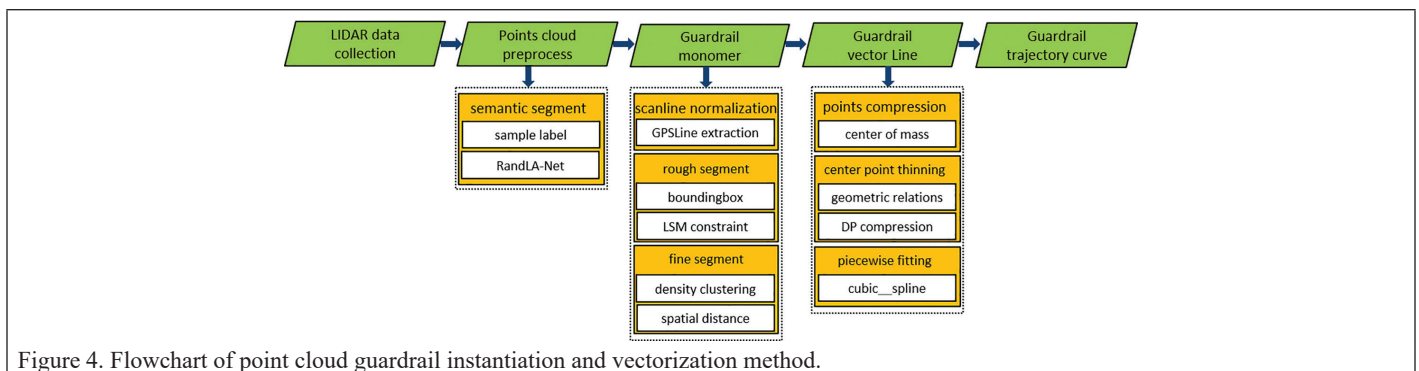 LIDAR data
collection
Points cloud
preprocess
Guardrail
monomer
Guardrail
vector Line
Guardrail
trajectory curve
semantic segment
sample label
RandLA-Net
scanline normalization
GPSLine extraction
rough segment
boundingbox
LSM constraint
fine segment
density clustering
spatial distance
points compression
center of mass
center point thinning
geometric relations
DP compression
piecewise fitting
cubic__spline
Figure 4. Flowchart of point cloud guardrail instantiation and vectorization method.